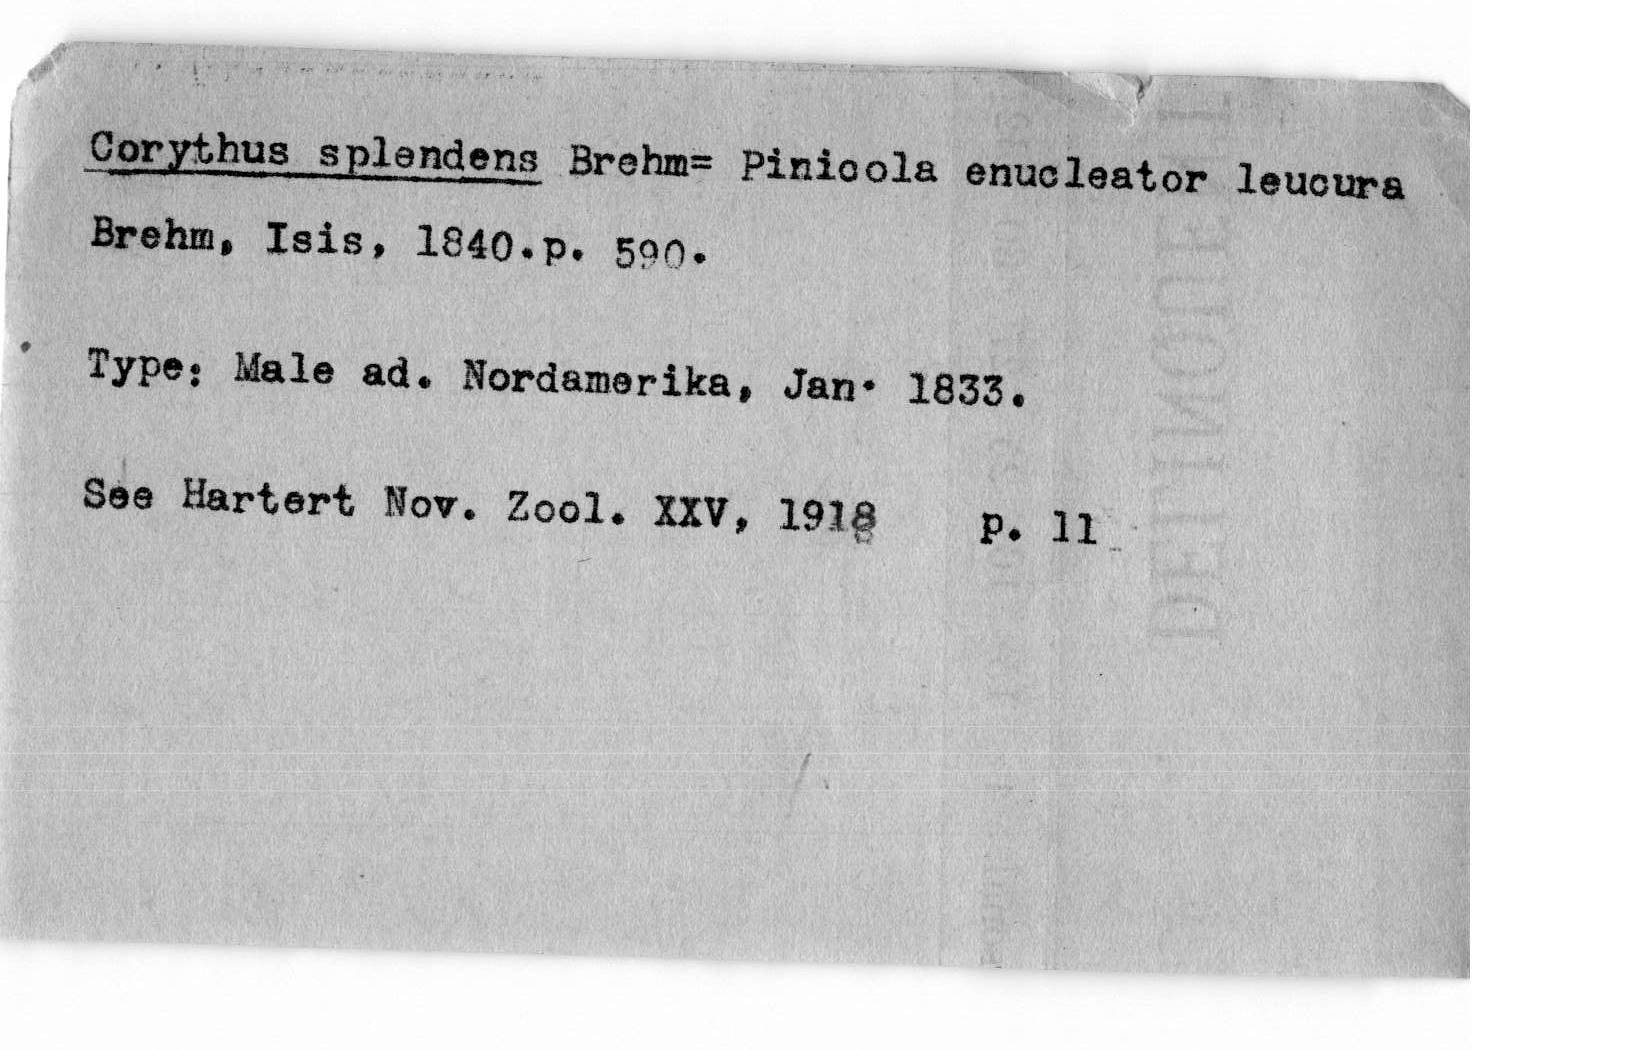 Corythus splendens Brehm= Pinicola enucleator leucura
Brehm, Isis, 1840.p. 590.
Type: Male ad. Nordamerika, Jan. 1833.
See Hartert Nov. Zool. XXV, 1918 p. 11